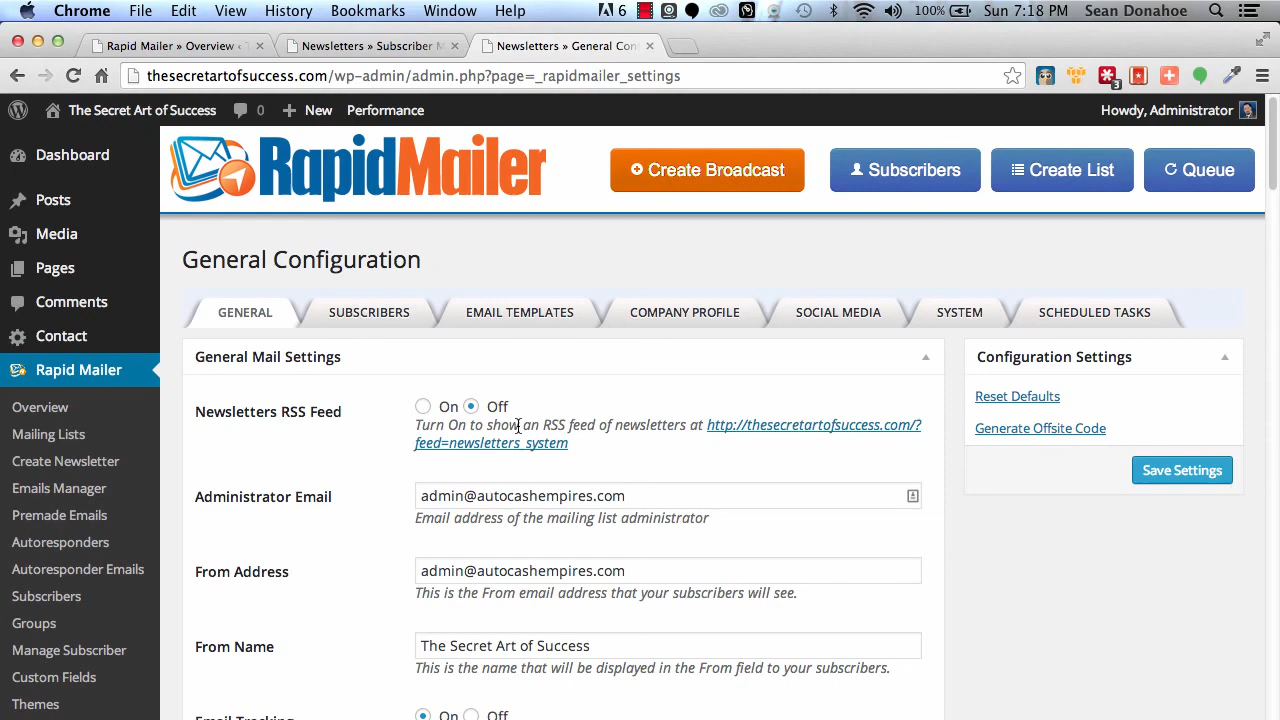 Chrome File Edit View History Bookmarks Window Help 6 100% Sun 7:18 PM Sean Donahoe
Rapid Mailer » Overview ‹ T Newsletters » Subscriber M Newsletters » General Con
thesecretartofsuccess.com/wp-admin/admin.php?page=_rapidmailer_settings 3
The Secret Art of Success 0 New Performance Howdy, Administrator
RapidMailer Create Broadcast Subscribers Create List Queue
Dashboard
Posts
Media
Pages
Comments
Contact
Rapid Mailer
Overview
Mailing Lists
Create Newsletter
Emails Manager
Premade Emails
Autoresponders
Autoresponder Emails
Subscribers
Groups
Manage Subscriber
Custom Fields
Themes
General Configuration
GENERAL SUBSCRIBERS EMAIL TEMPLATES COMPANY PROFILE SOCIAL MEDIA SYSTEM SCHEDULED TASKS
General Mail Settings
Newsletters RSS Feed On Off
Turn On to show an RSS feed of newsletters at http://thesecretartofsuccess.com/?
feed=newsletters_system
Administrator Email admin@autocashempires.com
Email address of the mailing list administrator
From Address admin@autocashempires.com
This is the From email address that your subscribers will see.
From Name The Secret Art of Success
This is the name that will be displayed in the From field to your subscribers.
Email Tracking On Off
Configuration Settings
Reset Defaults
Generate Offsite Code
Save Settings